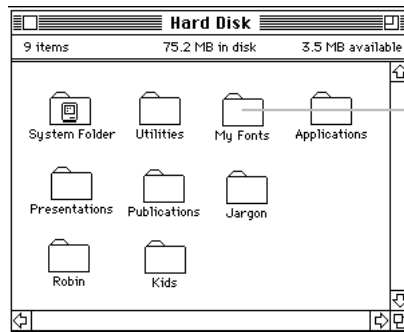 Hard Disk
9 items 75.2 MB in disk 3.5 MB available
System Folder Utilities My Fonts Applications
Presentations Publications Jargon
Robin Kids